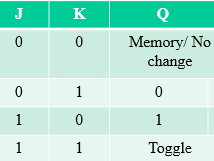 J K Q
0 0 Memory/ No
change
0 1 0
1 0 1
1 1 Toggle